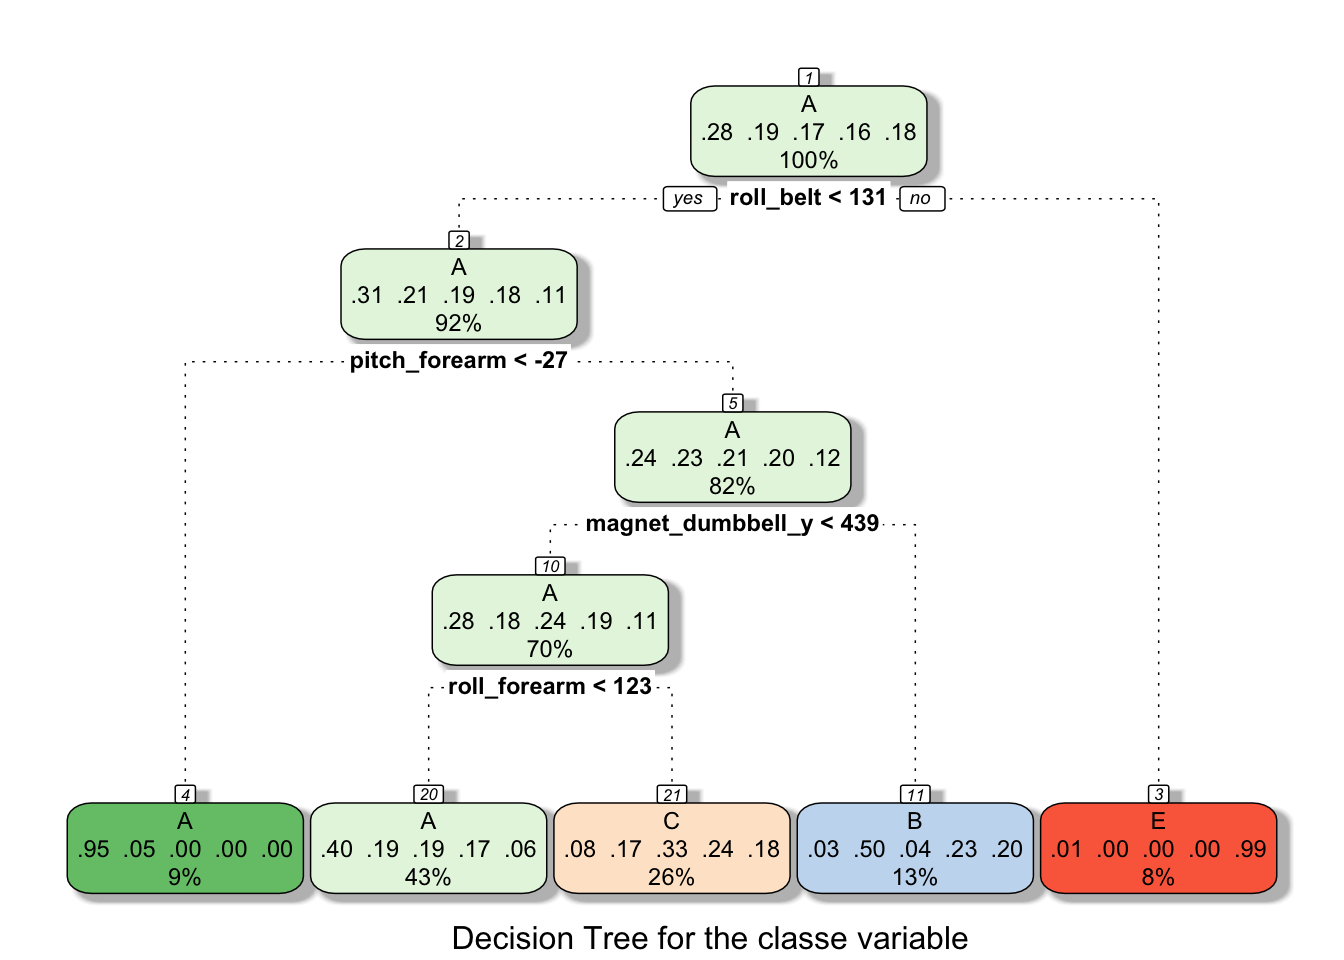 1
A
.28 .19 .17 .16 .18
100%
yes roll_belt < 131 no
2
A
.31 .21 .19 .18 .11
92%
pitch_forearm < -27
5
A
.24 .23 .21 .20 .12
82%
magnet_dumbbell_y < 439
10
A
.28 .18 .24 .19 .11
70%
roll_forearm < 123
4
A
.95 .05 .00 .00 .00
9%
20
A
.40 .19 .19 .17 .06
43%
21
C
.08 .17 .33 .24 .18
26%
11
B
.03 .50 .04 .23 .20
13%
3
E
.01 .00 .00 .00 .99
8%
Decision Tree for the classe variable